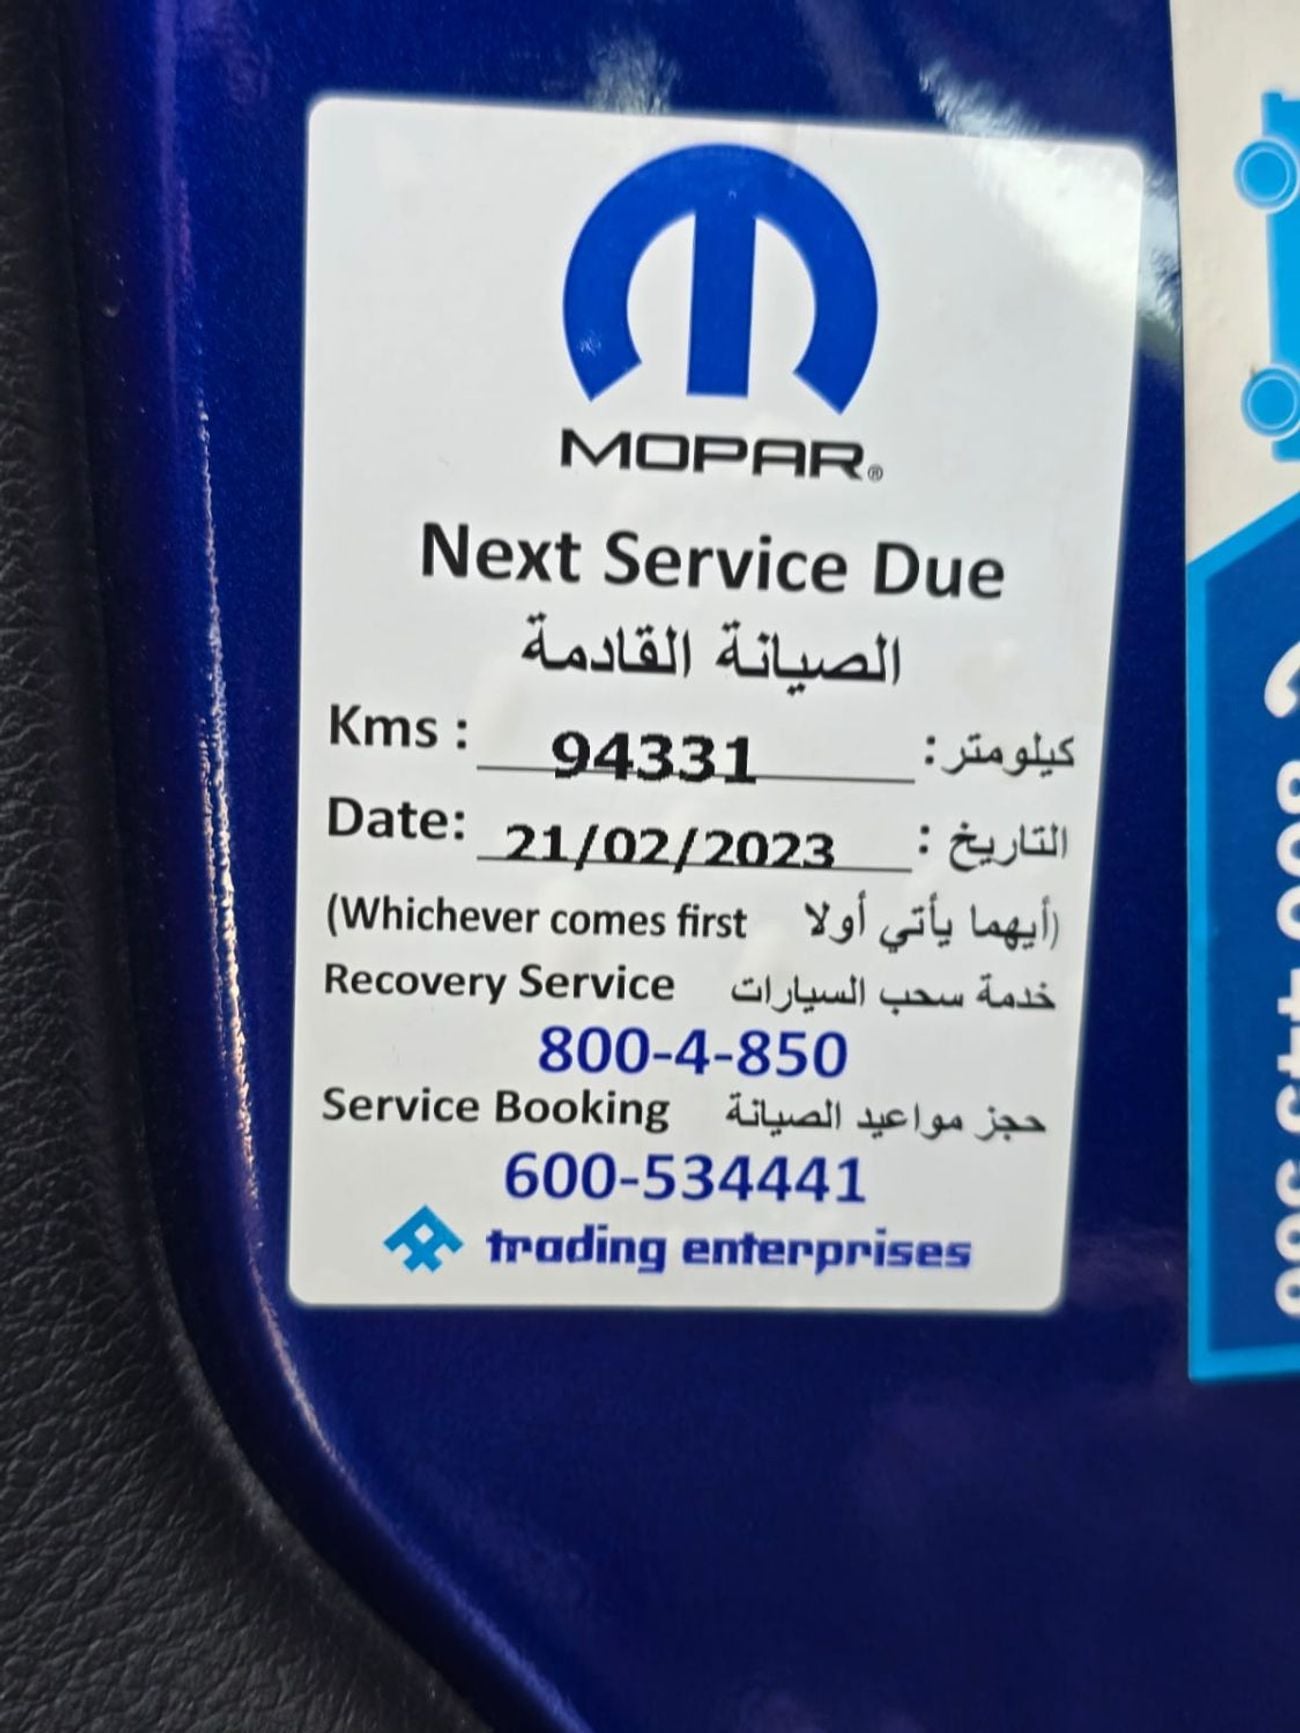 MOPAR®
Next Service Due
الصيانة القادمة
Kms : 94331 كيلومتر:
Date: 21/02/2023 التاريخ :
(Whichever comes first أيهما يأتي أولا)
Recovery Service خدمة سحب السيارات
800-4-850
Service Booking حجز مواعيد الصيانة
600-534441
trading enterprises